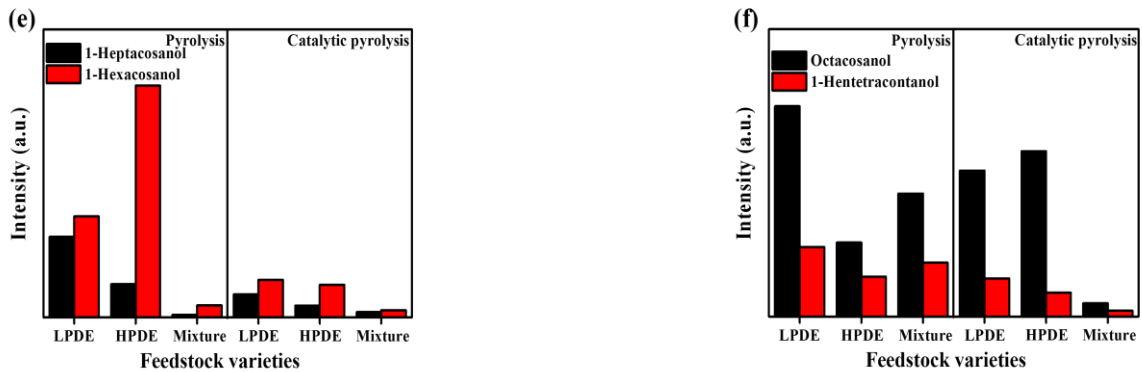 (e)
Pyrolysis
Catalytic pyrolysis
1-Heptacosanol
1-Hexacosanol
Intensity (a.u.)
LPDE HPDE Mixture LPDE HPDE Mixture
Feedstock varieties
(f)
Pyrolysis
Catalytic pyrolysis
Octacosanol
1-Hentetracontanol
Intensity (a.u.)
LPDE HPDE Mixture LPDE HPDE Mixture
Feedstock varieties